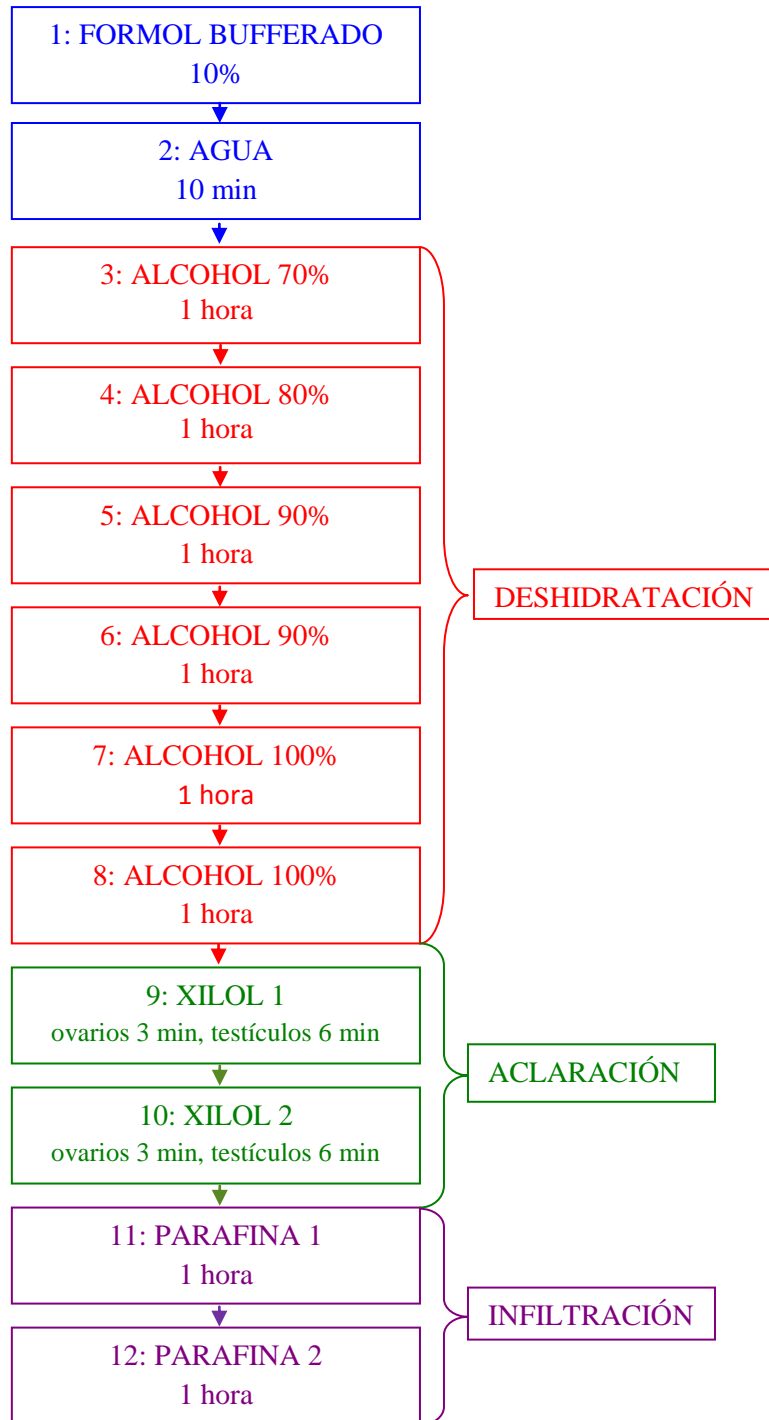 1: FORMOL BUFFERADO
10%
2: AGUA
10 min
3: ALCOHOL 70%
1 hora
4: ALCOHOL 80%
1 hora
5: ALCOHOL 90%
1 hora
6: ALCOHOL 90%
1 hora
7: ALCOHOL 100%
1 hora
8: ALCOHOL 100%
1 hora
DESHIDRATACIÓN
9: XILOL 1
ovarios 3 min, testículos 6 min
10: XILOL 2
ovarios 3 min, testículos 6 min
ACLARACIÓN
11: PARAFINA 1
1 hora
12: PARAFINA 2
1 hora
INFILTRACIÓN